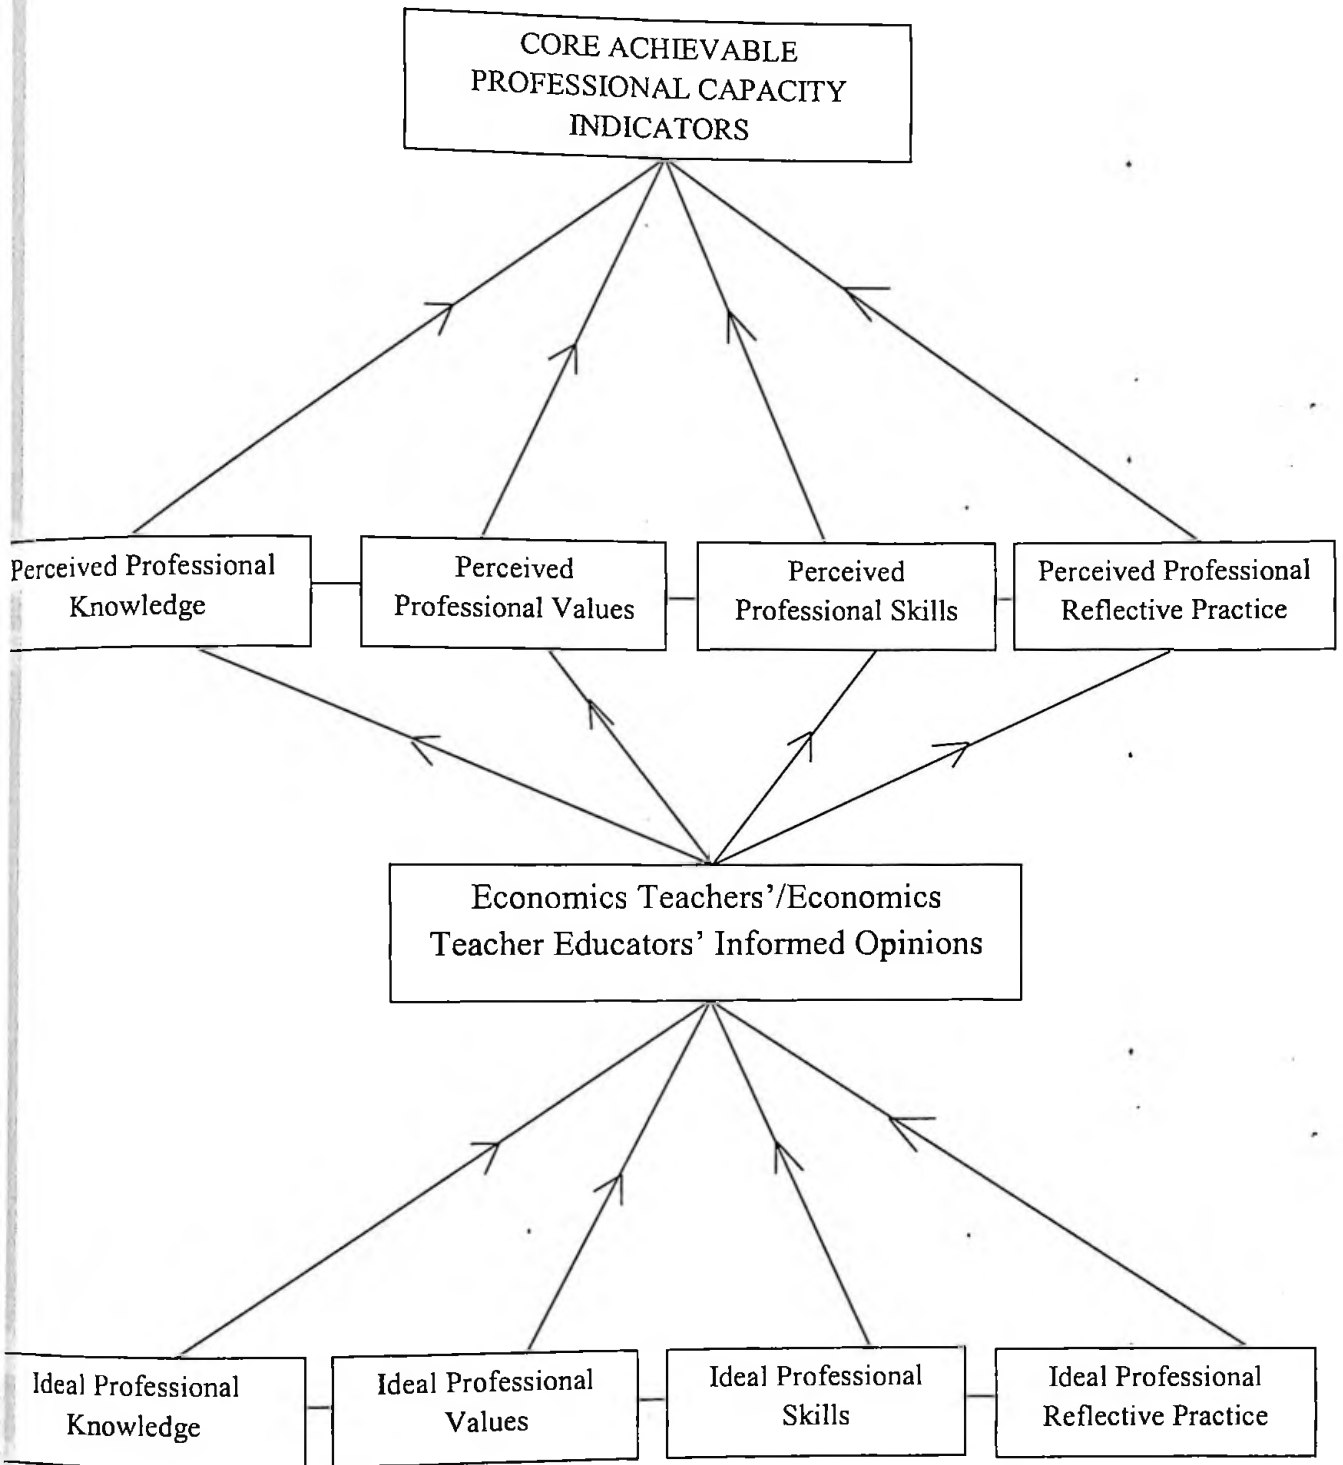 CORE ACHIEVABLE
PROFESSIONAL CAPACITY
INDICATORS
Perceived Professional
Knowledge
Perceived
Professional Values
Perceived
Professional Skills
Perceived Professional
Reflective Practice
Economics Teachers’/Economics
Teacher Educators’ Informed Opinions
Ideal Professional
Knowledge
Ideal Professional
Values
Ideal Professional
Skills
Ideal Professional
Reflective Practice